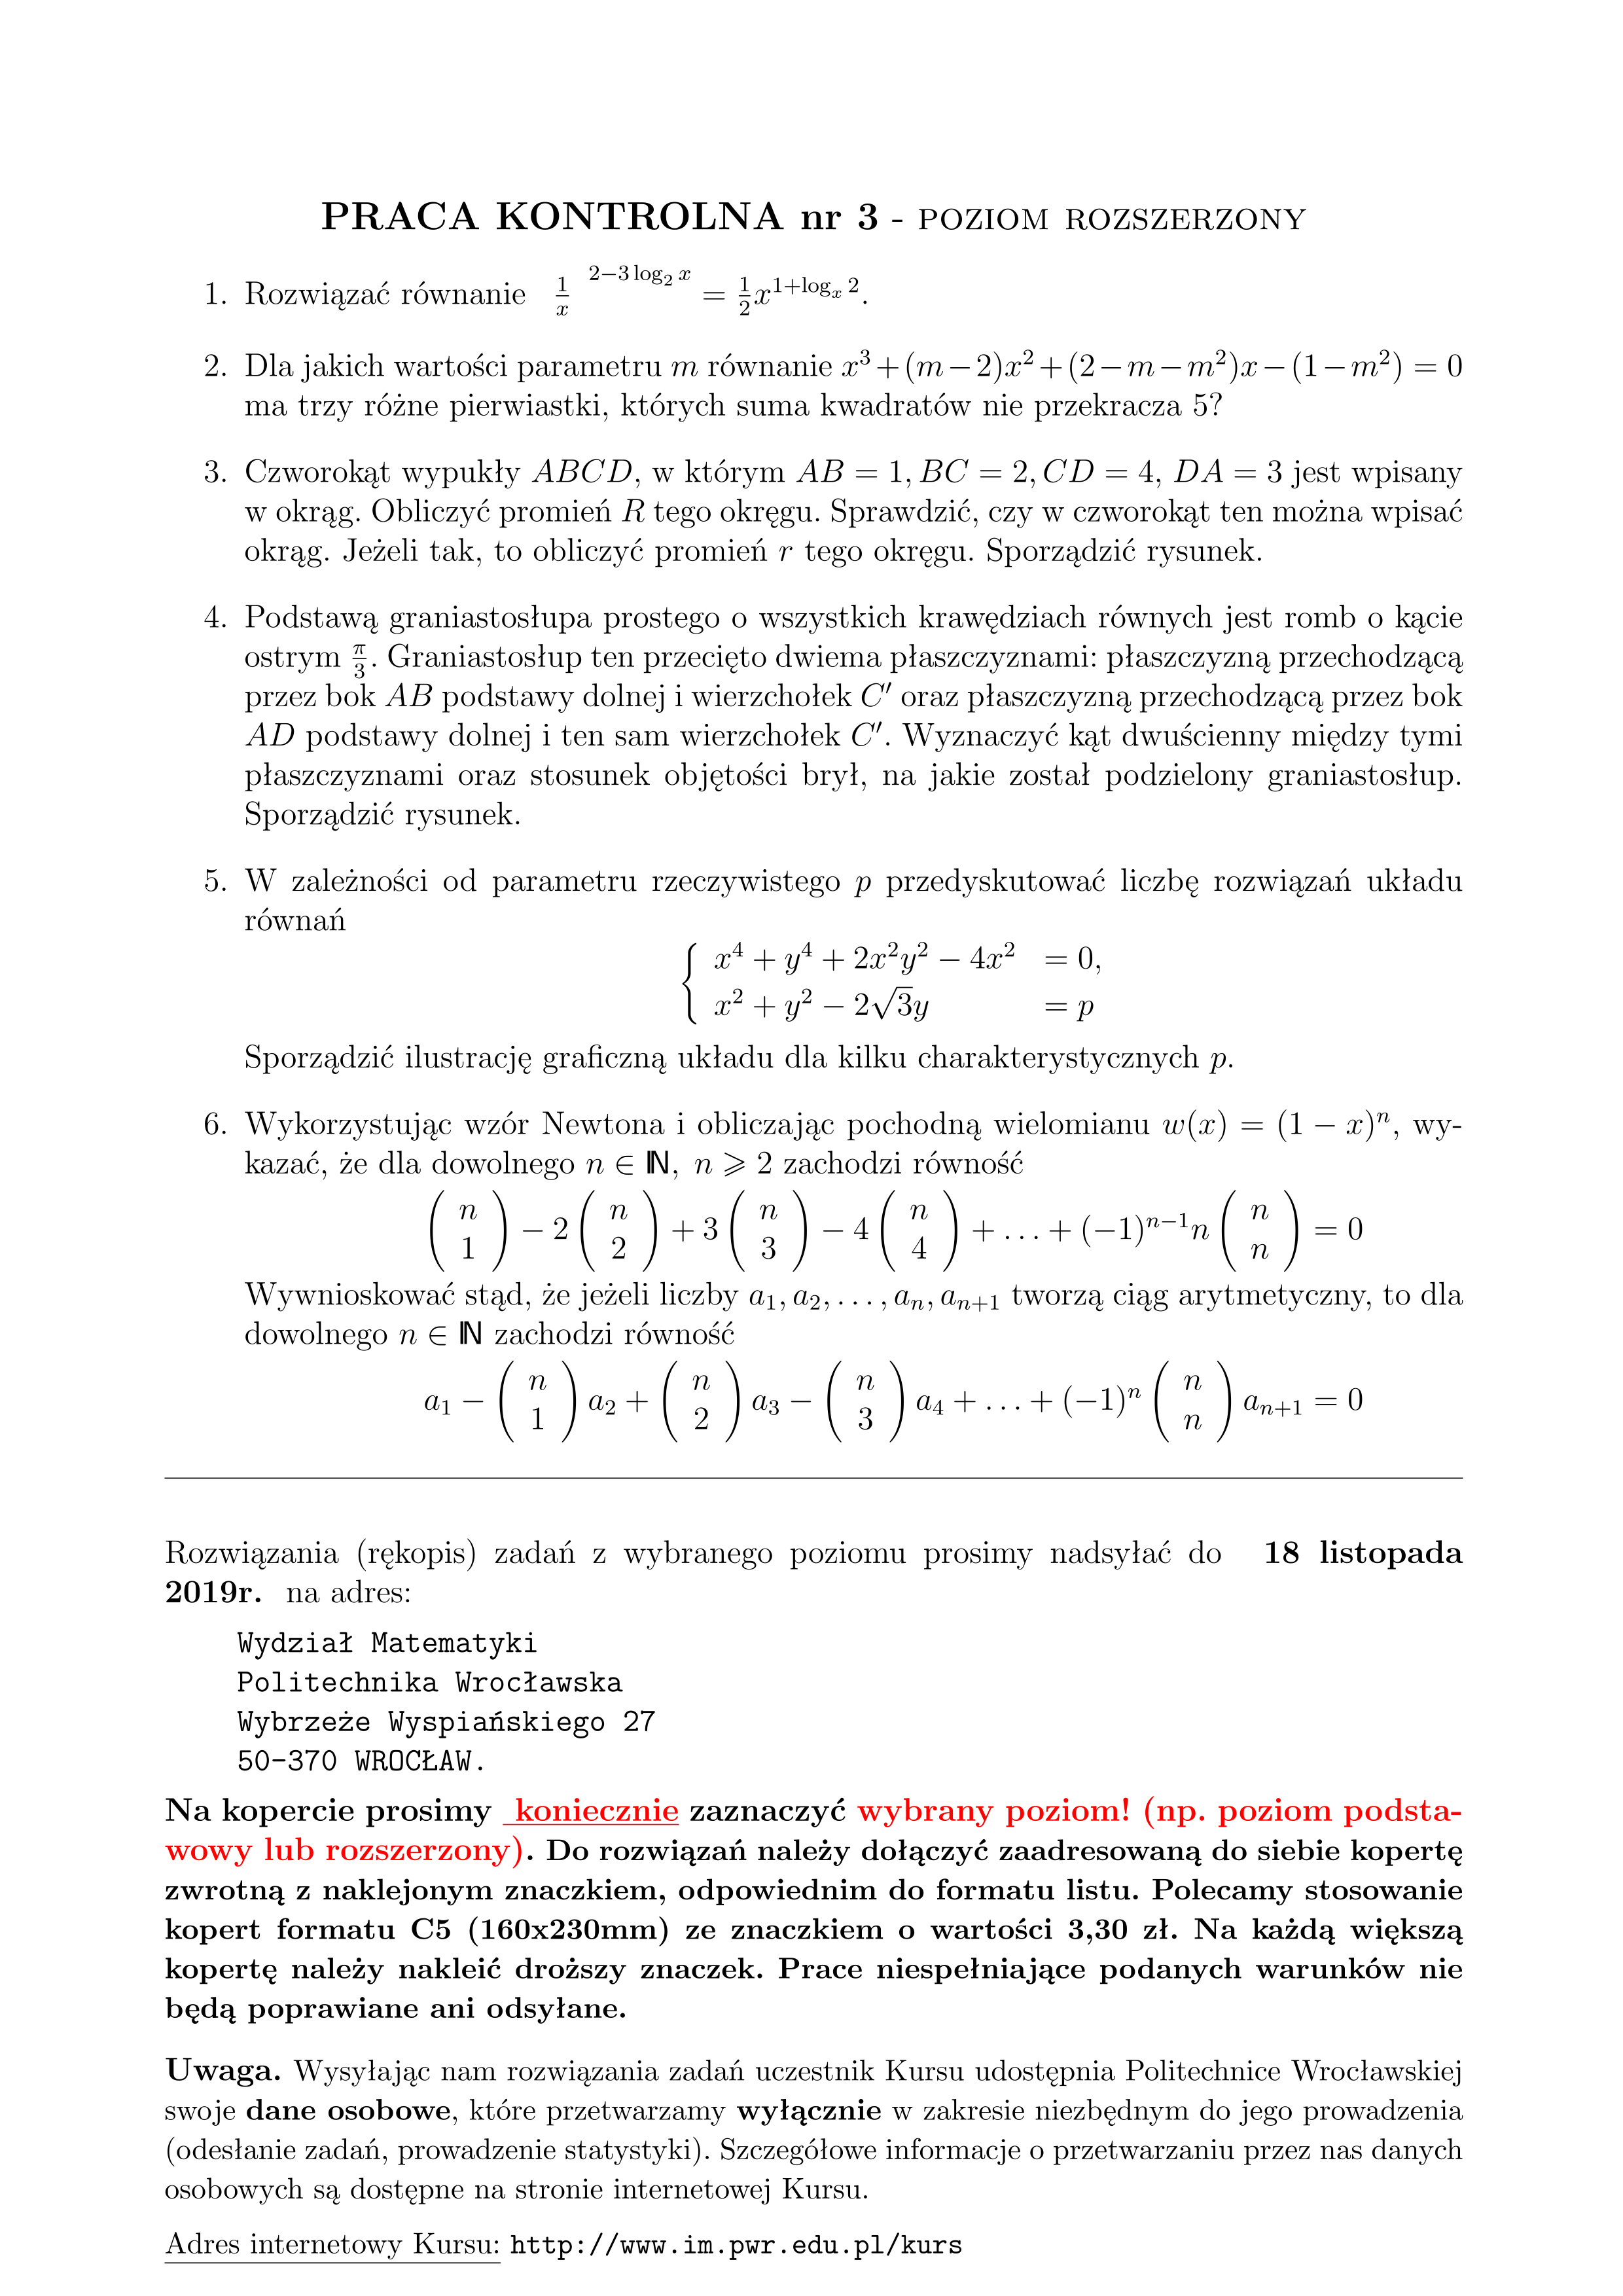 PRACA KONTROLNA nr 3 - POZIOM ROZSZERZONY
1. Rozwiązać równanie $\frac{1}{x}^{2-3\log_2 x} = \frac{1}{2}x^{1+\log_x 2}$.
2. Dla jakich wartości parametru $m$ równanie $x^3+(m-2)x^2+(2-m-m^2)x-(1-m^2)=0$
ma trzy różne pierwiastki, których suma kwadratów nie przekracza 5?
3. Czworokąt wypukły $ABCD$, w którym $AB = 1, BC = 2, CD = 4, DA = 3$ jest wpisany
w okrąg. Obliczyć promień $R$ tego okręgu. Sprawdzić, czy w czworokąt ten można wpisać
okrąg. Jeżeli tak, to obliczyć promień $r$ tego okręgu. Sporządzić rysunek.
4. Podstawą graniastosłupa prostego o wszystkich krawędziach równych jest romb o kącie
ostrym $\frac{\pi}{3}$. Graniastosłup ten przecięto dwiema płaszczyznami: płaszczyzną przechodzącą
przez bok $AB$ podstawy dolnej i wierzchołek $C'$ oraz płaszczyzną przechodzącą przez bok
$AD$ podstawy dolnej i ten sam wierzchołek $C'$. Wyznaczyć kąt dwuścienny między tymi
płaszczyznami oraz stosunek objętości brył, na jakie został podzielony graniastosłup.
Sporządzić rysunek.
5. W zależności od parametru rzeczywistego $p$ przedyskutować liczbę rozwiązań układu
równań
$\begin{cases} x^4 + y^4 + 2x^2y^2 - 4x^2 & = 0, \\ x^2 + y^2 - 2\sqrt{3}y & = p \end{cases}$
Sporządzić ilustrację graficzną układu dla kilku charakterystycznych $p$.
6. Wykorzystując wzór Newtona i obliczając pochodną wielomianu $w(x) = (1-x)^n$, wy-
kazać, że dla dowolnego $n \in \mathbb{N},\ n \geqslant 2$ zachodzi równość
$\binom{n}{1} - 2\binom{n}{2} + 3\binom{n}{3} - 4\binom{n}{4} + \ldots + (-1)^{n-1}n\binom{n}{n} = 0$
Wywnioskować stąd, że jeżeli liczby $a_1, a_2, \ldots, a_n, a_{n+1}$ tworzą ciąg arytmetyczny, to dla
dowolnego $n \in \mathbb{N}$ zachodzi równość
$a_1 - \binom{n}{1}a_2 + \binom{n}{2}a_3 - \binom{n}{3}a_4 + \ldots + (-1)^n\binom{n}{n}a_{n+1} = 0$
Rozwiązania (rękopis) zadań z wybranego poziomu prosimy nadsyłać do 18 listopada
2019r. na adres:
Wydział Matematyki
Politechnika Wrocławska
Wybrzeże Wyspiańskiego 27
50-370 WROCŁAW.
Na kopercie prosimy koniecznie zaznaczyć wybrany poziom! (np. poziom podsta-
wowy lub rozszerzony). Do rozwiązań należy dołączyć zaadresowaną do siebie kopertę
zwrotną z naklejonym znaczkiem, odpowiednim do formatu listu. Polecamy stosowanie
kopert formatu C5 (160x230mm) ze znaczkiem o wartości 3,30 zł. Na każdą większą
kopertę należy nakleić droższy znaczek. Prace niespełniające podanych warunków nie
będą poprawiane ani odsyłane.
Uwaga. Wysyłając nam rozwiązania zadań uczestnik Kursu udostępnia Politechnice Wrocławskiej
swoje dane osobowe, które przetwarzamy wyłącznie w zakresie niezbędnym do jego prowadzenia
(odesłanie zadań, prowadzenie statystyki). Szczegółowe informacje o przetwarzaniu przez nas danych
osobowych są dostępne na stronie internetowej Kursu.
Adres internetowy Kursu: http://www.im.pwr.edu.pl/kurs